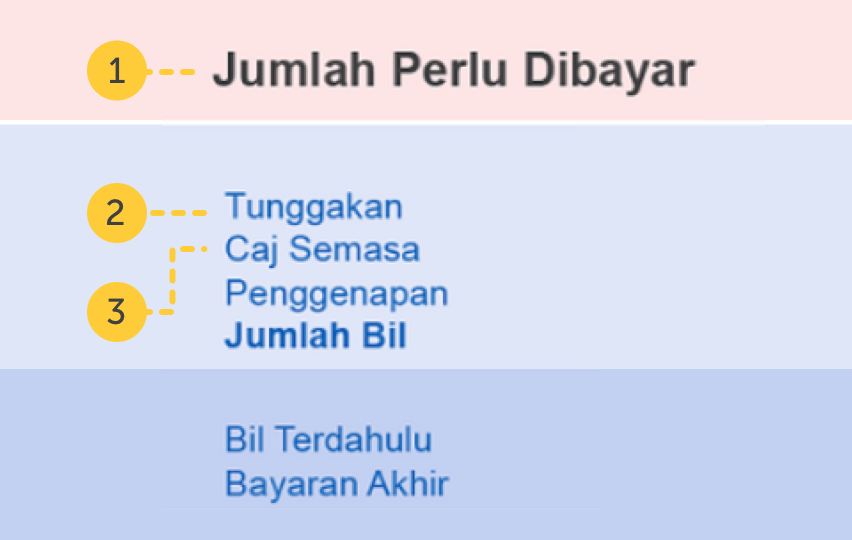 1 Jumlah Perlu Dibayar
2 Tunggakan
Caj Semasa
3 Penggenapan
Jumlah Bil
Bil Terdahulu
Bayaran Akhir